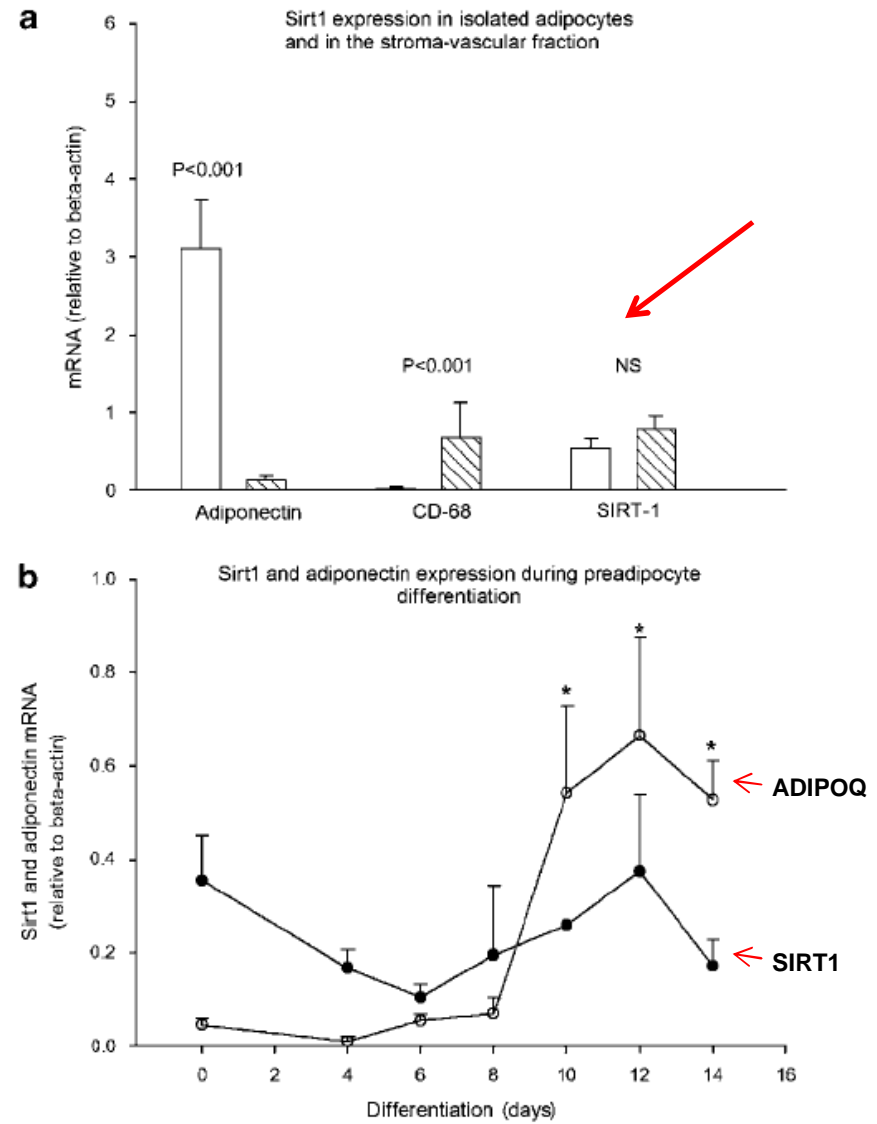 a
Sirt1 expression in isolated adipocytes
and in the stroma-vascular fraction
mRNA (relative to beta-actin)
6
5
4
3
2
1
0
P<0.001
P<0.001
NS
Adiponectin CD-68 SIRT-1
b
Sirt1 and adiponectin expression during preadipocyte
differentiation
Sirt1 and adiponectin mRNA
(relative to beta-actin)
1.0
0.8
0.6
0.4
0.2
0.0
*
*
*
ADIPOQ
SIRT1
0 2 4 6 8 10 12 14 16
Differentiation (days)